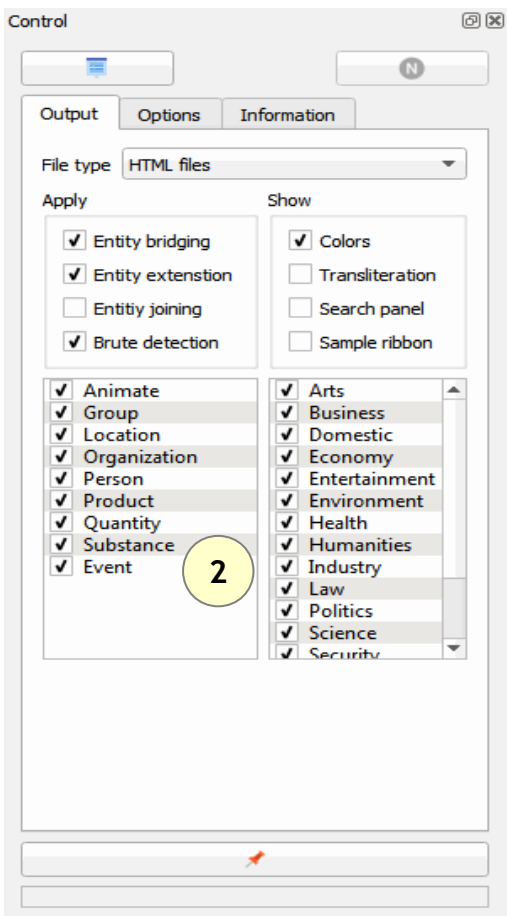 Control
N
Output Options Information
File type HTML files
Apply Show
Entity bridging Colors
Entity extenstion Transliteration
Entitiy joining Search panel
Brute detection Sample ribbon
Animate Arts
Group Business
Location Domestic
Organization Economy
Person Entertainment
Product Environment
Quantity Health
Substance Humanities
Event 2 Industry
Law
Politics
Science
Security